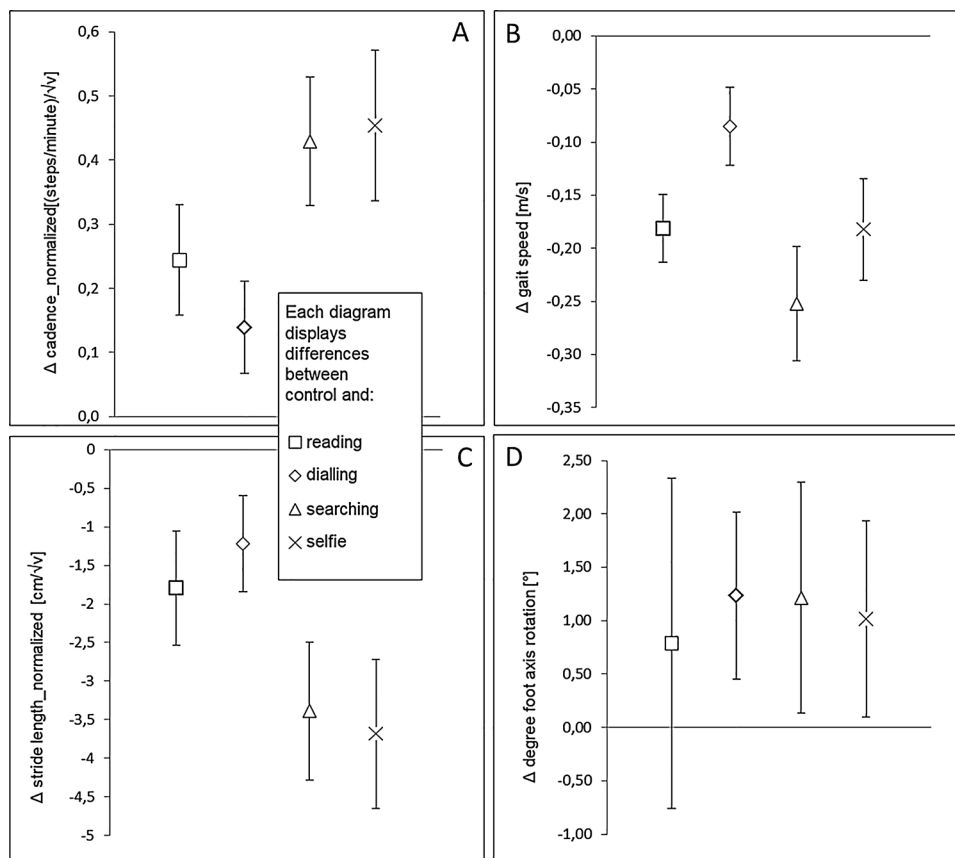 A
Δ cadence_normalized[(steps/minute)/√v]
0,6
0,5
0,4
0,3
0,2
0,1
0,0
B
Δ gait speed [m/s]
0,00
-0,05
-0,10
-0,15
-0,20
-0,25
-0,30
-0,35
Each diagram
displays
differences
between
control and:
reading
dialling
searching
selfie
C
Δ stride length_normalized [cm/√v]
0
-0,5
-1
-1,5
-2
-2,5
-3
-3,5
-4
-4,5
-5
D
Δ degree foot axis rotation [°]
2,50
2,00
1,50
1,00
0,50
0,00
-0,50
-1,00